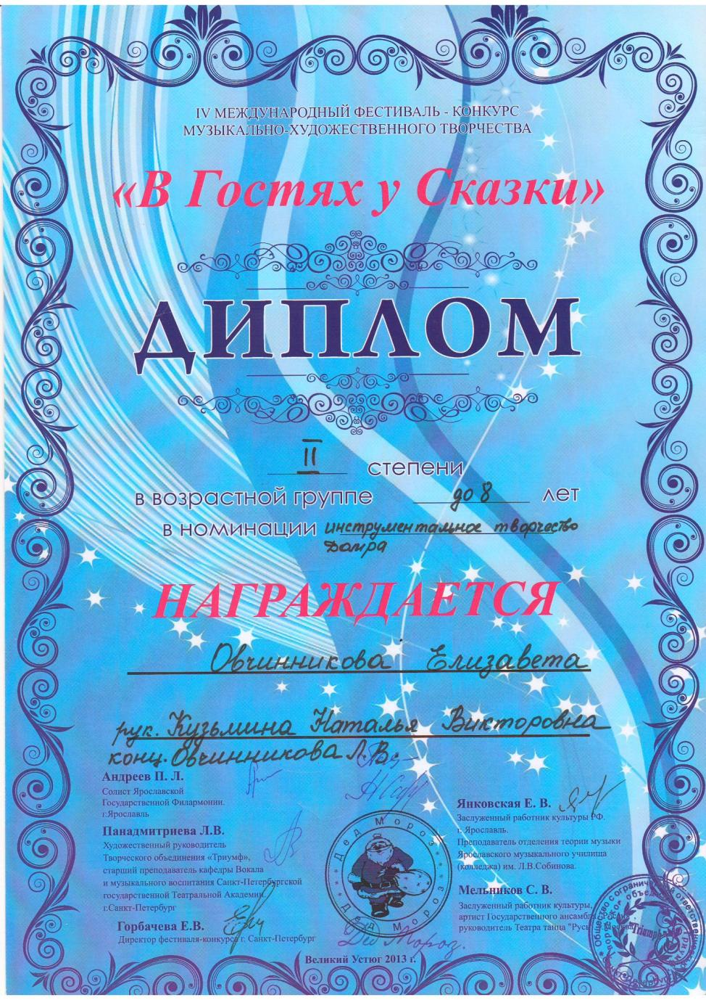 IV МЕЖДУНАРОДНЫЙ ФЕСТИВАЛЬ - КОНКУРС
МУЗЫКАЛЬНО-ХУДОЖЕСТВЕННОГО ТВОРЧЕСТВА
«В Гостях у Сказки»
ДИПЛОМ
II степени
в возрастной группе до 8 лет
в номинации инструментальное творчество
Домра
НАГРАЖДАЕТСЯ
Овчинникова Елизавета
рук. Кузьмина Наталья Викторовна
конц. Овчинникова Л.В.
Андреев П. Л.
Солист Ярославской
Государственной Филармонии.
г.Ярославль
Панадмитриева Л.В.
Художественный руководитель
Творческого объединения «Триумф»,
старший преподаватель кафедры Вокала
и музыкального воспитания Санкт-Петербургской
государственной Театральной Академии.
г.Санкт-Петербург
Горбачева Е.В.
Директор фестиваля-конкурса г. Санкт-Петербург
Янковская Е. В.
Заслуженный работник культуры РФ.
г. Ярославль.
Преподаватель отделения теории музыки
Ярославского музыкального училища
(колледжа) им. Л.В.Собинова.
Мельников С. В.
Заслуженный работник культуры,
артист Государственного ансамбля Россия
руководитель Театра танца "Русь"
Дед Мороз
Дед Мороз
Дед Мороз.
Общество с ограниченной ответственностью
Творческое объединение
"Triumph"
Великий Устюг 2013 г.